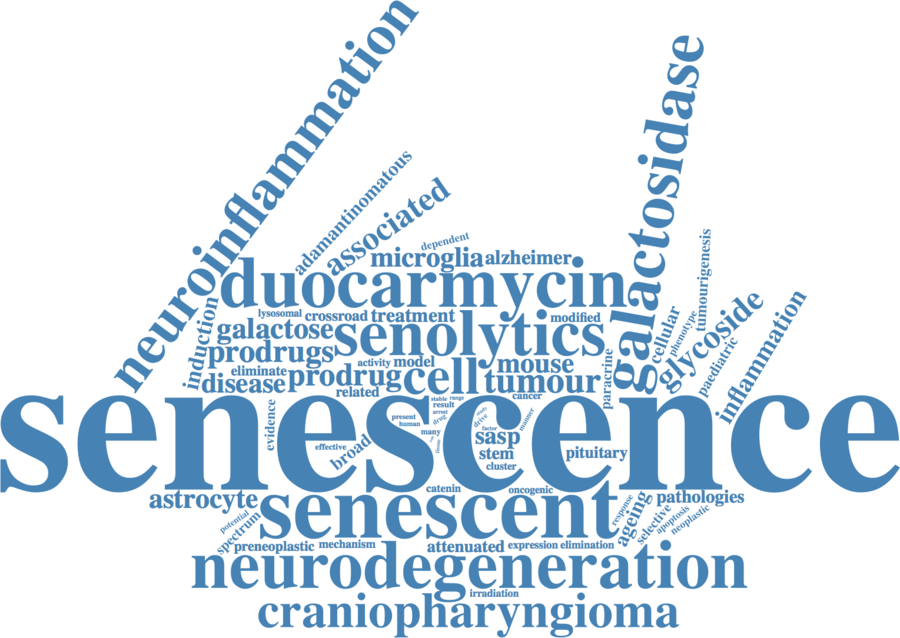 neuroinflammation
galactosidase
adamantinomatous
associated
dependent
microglia
alzheimer
tumourigenesis
duocarmycin
induction
lysosomal
crossroad
treatment
modified
galactose
senolytics
cellular
phenotype
glycoside
prodrugs
activity
model
mouse
paracrine
paediatric
inflammation
eliminate
disease
prodrug
cell
tumour
related
cancer
senescence
evidence
stable
range
result
arrest
drug
present
human
many
study
drive
manner
factor
sasp
effective
broad
tissue
stem
cluster
pituitary
astrocyte
catenin
oncogenic
senescent
response
ageing
pathologies
selective
apoptosis
neoplastic
potential
spectrum
preneoplastic
mechanism
attenuated
expression
elimination
neurodegeneration
irradiation
craniopharyngioma